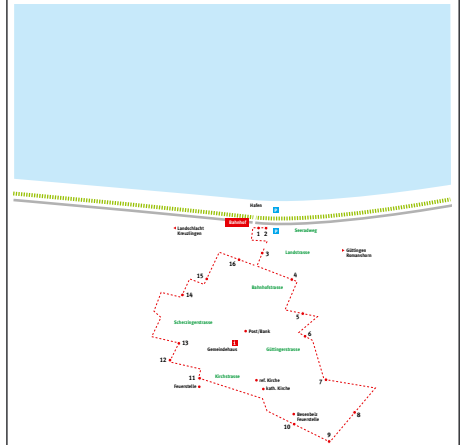 Hafen
P
Bahnhof
Landschlacht
Kreuzlingen
1 2
P
Seeradweg
3
Landstrasse
Güttingen
Romanshorn
16
15
4
Bahnhofstrasse
14
5
Scherzingerstrasse
Post/Bank
6
13
i
Gemeindehaus
Güttingerstrasse
12
11
Kirchstrasse
Feuerstelle
ref. Kirche
kath. Kirche
7
Besenbeiz
Feuerstelle
8
10
9